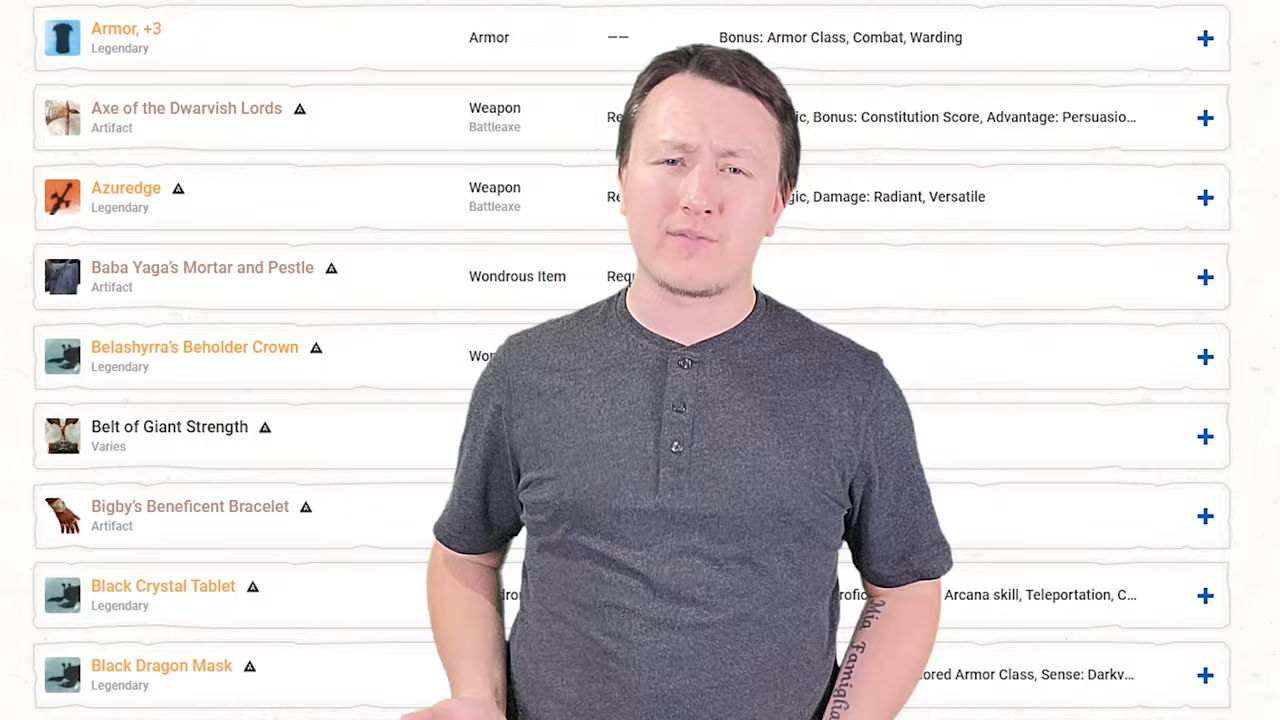 Armor, +3
Legendary
Armor
——
Bonus: Armor Class, Combat, Warding
Axe of the Dwarvish Lords
Artifact
Weapon
Battleaxe
Bonus: Constitution Score, Advantage: Persuasio...
Azuredge
Legendary
Weapon
Battleaxe
Damage: Radiant, Versatile
Baba Yaga's Mortar and Pestle
Artifact
Wondrous Item
Belashyrra's Beholder Crown
Legendary
Belt of Giant Strength
Varies
Bigby's Beneficent Bracelet
Artifact
Black Crystal Tablet
Legendary
Arcana skill, Teleportation, C...
Black Dragon Mask
Legendary
Armor Class, Sense: Darkv...
Mia Famiglia